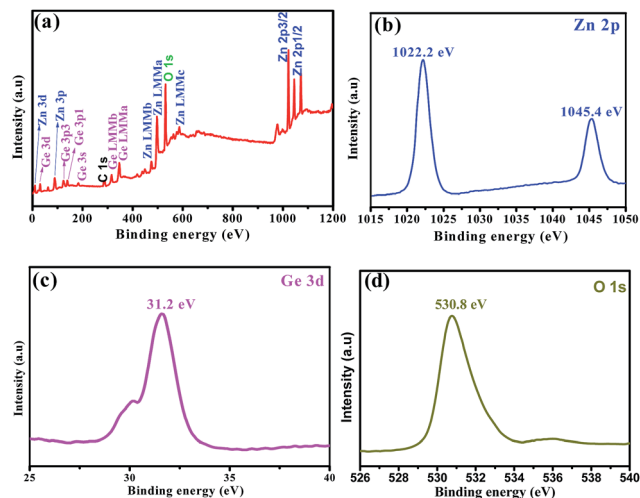 (a)
Intensity (a.u)
Zn 3d
Ge 3d
Zn 3p
Ge 3p3
Ge 3p1
Ge 3s
C 1s
Ge LMMb
Ge LMMa
Zn LMMb
Zn LMMa
O 1s
Zn LMMc
Zn 2p3/2
Zn 2p1/2
0 200 400 600 800 1000 1200
Binding energy (eV)
(b)
Zn 2p
1022.2 eV
1045.4 eV
Intensity (a.u)
1015 1020 1025 1030 1035 1040 1045 1050
Binding energy (eV)
(c)
Ge 3d
31.2 eV
Intensity (a.u)
25 30 35 40
Binding energy (eV)
(d)
O 1s
530.8 eV
Intensity (a.u)
526 528 530 532 534 536 538 540
Binding energy (eV)